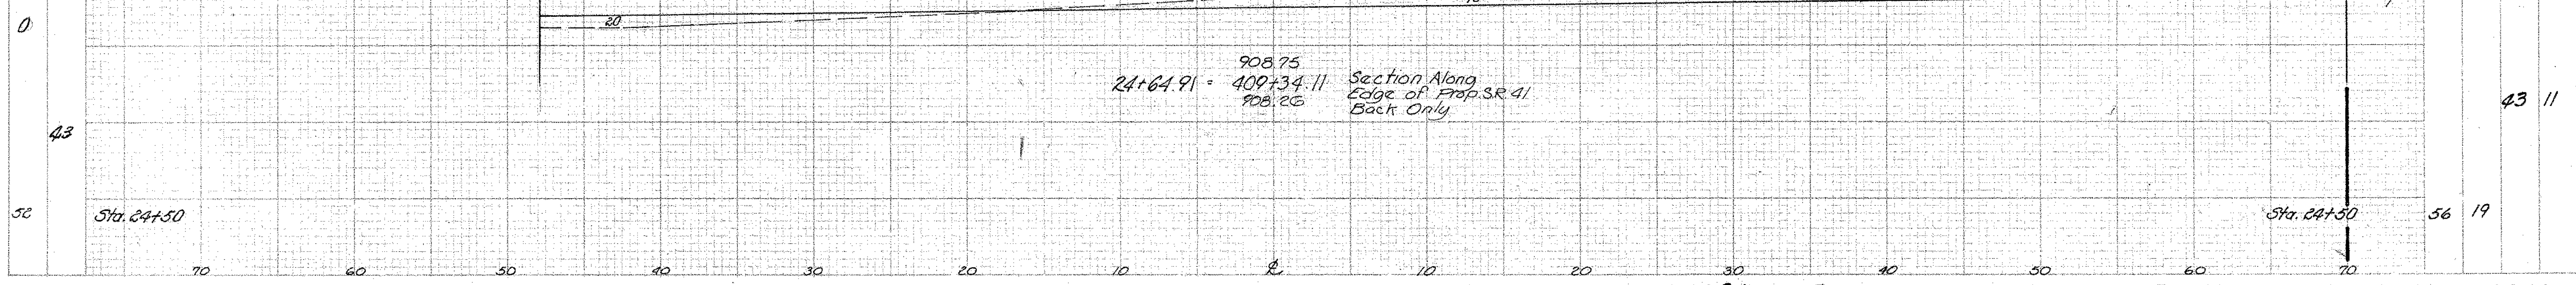 0
20
908.75
24+64.91 = 409+34.11 Section Along
Edge of Prop. S.R. 41
908.26
Back Only
43
43 11
52
Sta. 24+50
Sta. 24+50
56 19
70 60 50 40 30 20 10 ℄ 10 20 30 40 50 60 70